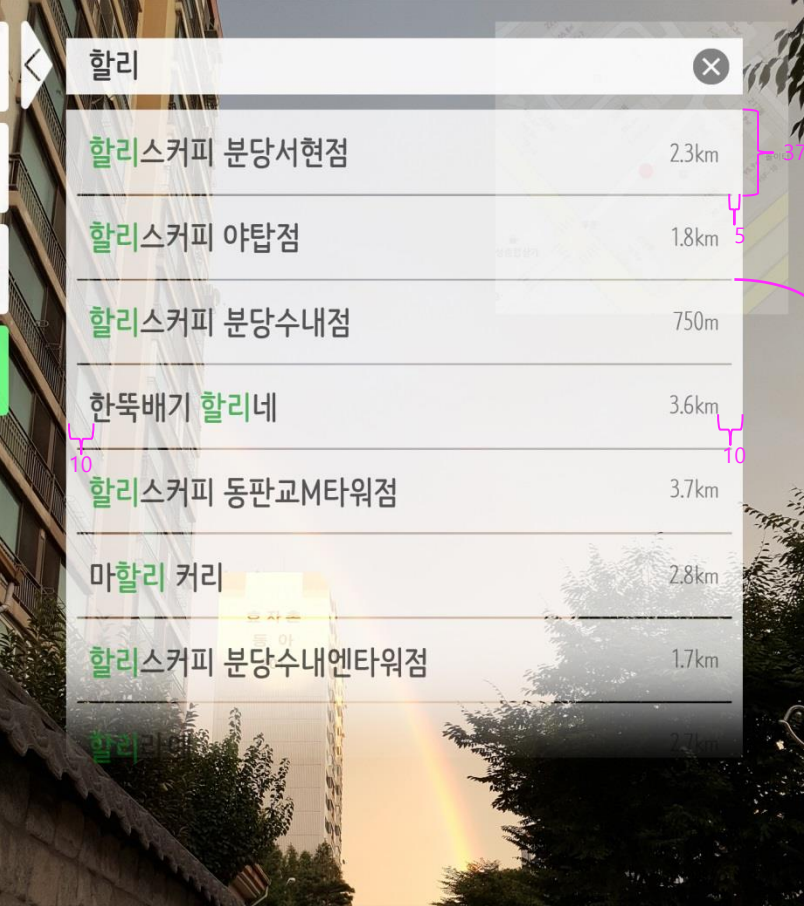 할리
할리스커피 분당서현점 2.3km
37
할리스커피 야탑점 1.8km
5
할리스커피 분당수내점 750m
한뚝배기 할리네 3.6km
10 10
할리스커피 동판교M타워점 3.7km
마할리 커리 2.8km
할리스커피 분당수내엔타워점 1.7km
할리 2.7km